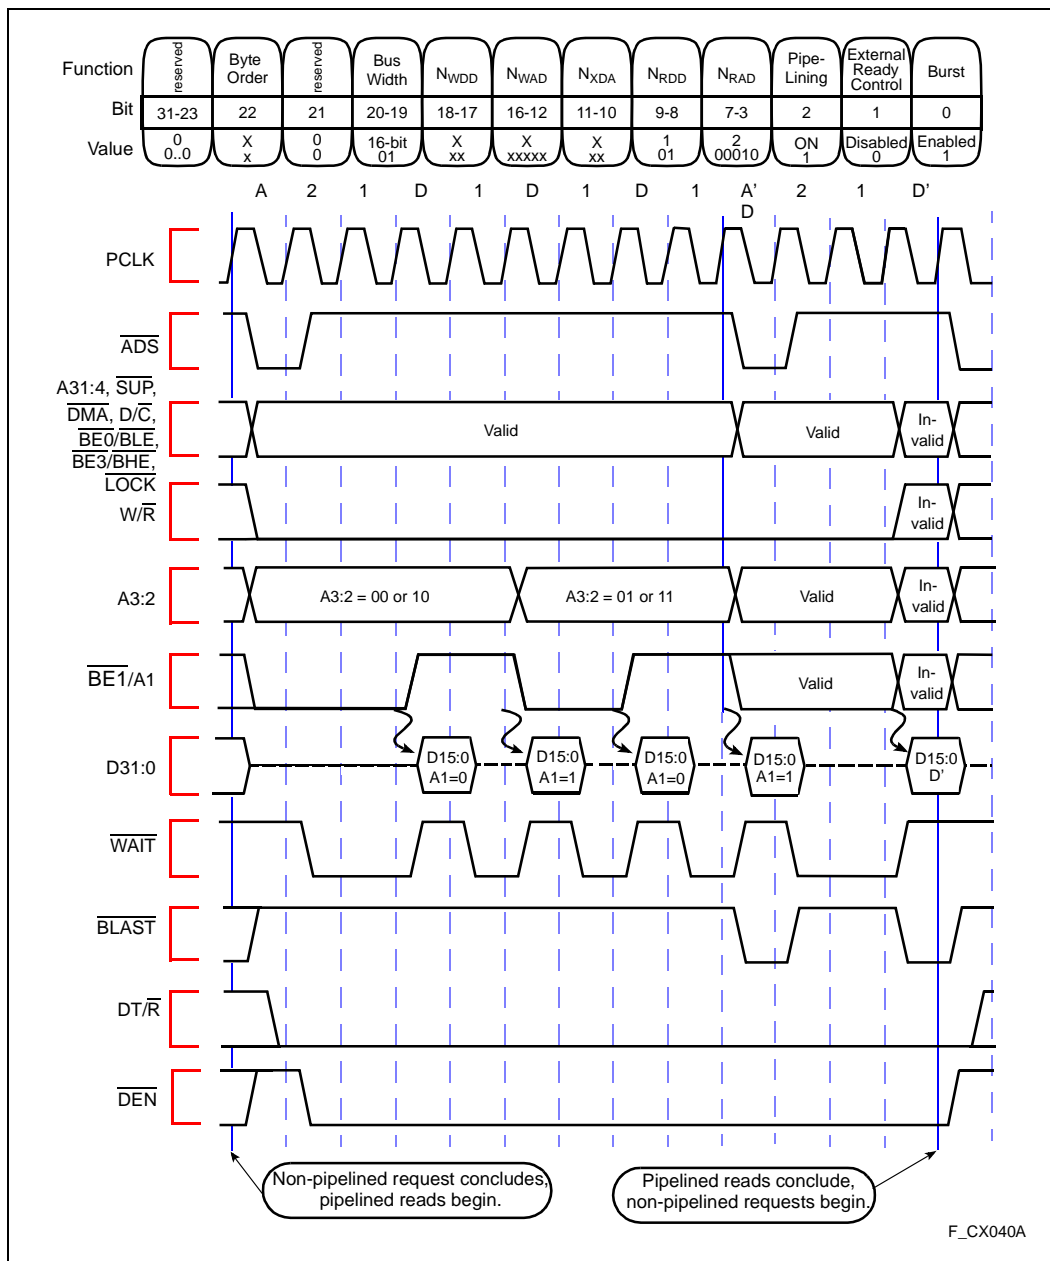 Function reserved Byte Order reserved Bus Width NWDD NWAD NXDA NRDD NRAD Pipe-Lining External Ready Control Burst
Bit 31-23 22 21 20-19 18-17 16-12 11-10 9-8 7-3 2 1 0
Value 0 X 0 16-bit X X X 1 2 ON Disabled Enabled
0..0 x 0 01 xx xxxxx xx 01 00010 1 0 1
A 2 1 D 1 D 1 D 1 A' 2 1 D'
D
PCLK
ADS
A31:4, SUP,
DMA, D/C,
BE0/BLE,
BE3/BHE,
LOCK
Valid Valid In-valid
W/R
In-valid
A3:2
A3:2 = 00 or 10 A3:2 = 01 or 11 Valid In-valid
BE1/A1
Valid In-valid
D31:0
D15:0 D15:0 D15:0 D15:0 D15:0
A1=0 A1=1 A1=0 A1=1 D'
WAIT
BLAST
DT/R
DEN
Non-pipelined request concludes,
pipelined reads begin.
Pipelined reads conclude,
non-pipelined requests begin.
F_CX040A